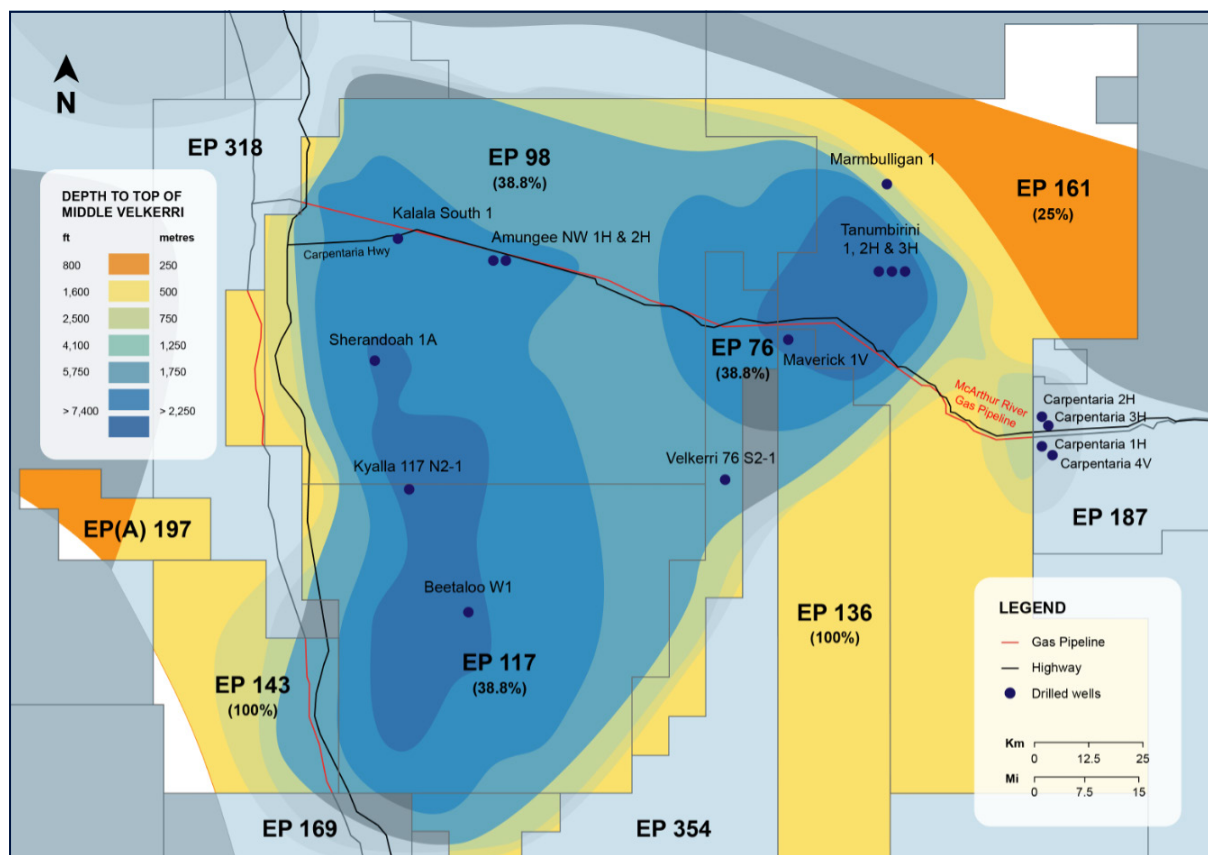 N
EP 318
EP 98
(38.8%)
Marmbulligan 1
EP 161
(25%)
DEPTH TO TOP OF
MIDDLE VELKERRI
ft metres
800 250
1,600 500
2,500 750
4,100 1,250
5,750 1,750
> 7,400 > 2,250
Kalala South 1
Carpentaria Hwy
Amungee NW 1H & 2H
Tanumbirini
1, 2H & 3H
Sherandoah 1A
EP 76
(38.8%)
Maverick 1V
McArthur River
Gas Pipeline
Carpentaria 2H
Carpentaria 3H
Carpentaria 1H
Carpentaria 4V
Kyalla 117 N2-1
Velkerri 76 S2-1
EP 187
EP(A) 197
Beetaloo W1
EP 117
(38.8%)
EP 136
(100%)
EP 143
(100%)
EP 169
EP 354
LEGEND
Gas Pipeline
Highway
Drilled wells
Km
0 12.5 25
Mi
0 7.5 15